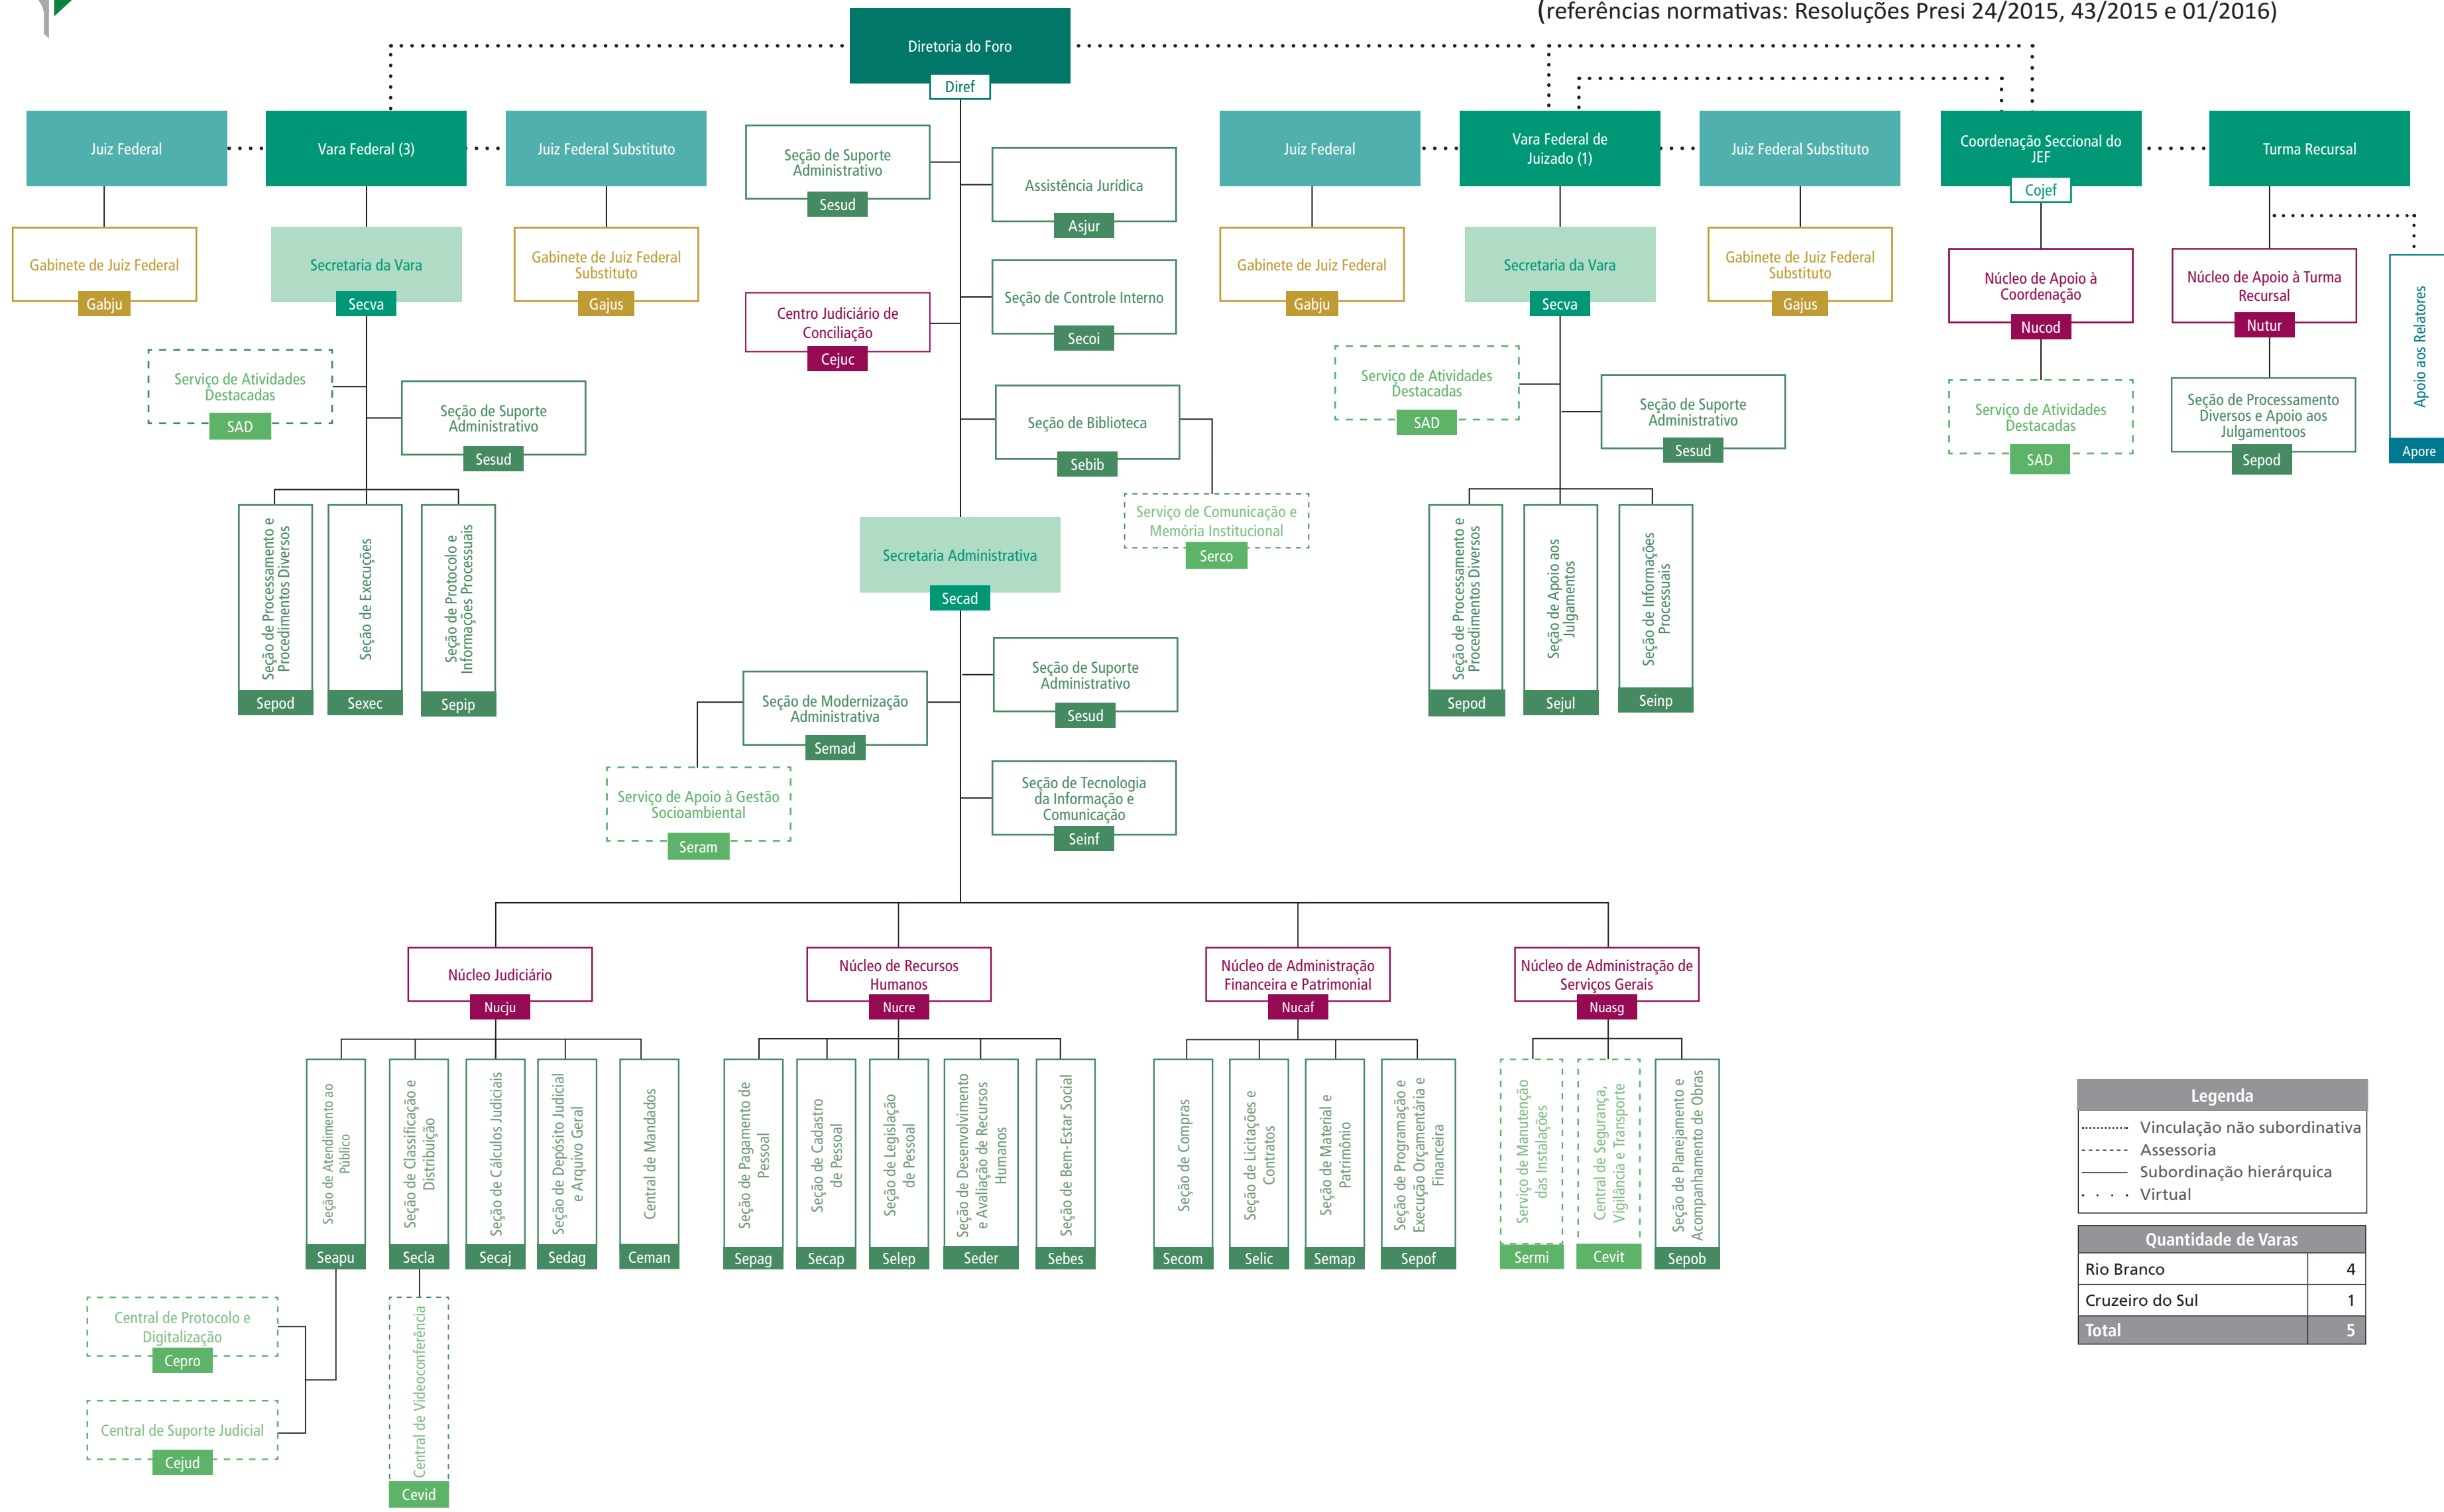 (referências normativas: Resoluções Presi 24/2015, 43/2015 e 01/2016)
Diretoria do Foro
Diref
Juiz Federal
Vara Federal (3)
Juiz Federal Substituto
Gabinete de Juiz Federal
Gabju
Secretaria da Vara
Secva
Gabinete de Juiz Federal
Substituto
Gajus
Serviço de Atividades
Destacadas
SAD
Seção de Suporte
Administrativo
Sesud
Seção de Processamento e
Procedimentos Diversos
Sepod
Seção de Execuções
Sexec
Seção de Protocolo e
Informações Processuais
Sepip
Seção de Suporte
Administrativo
Sesud
Assistência Jurídica
Asjur
Centro Judiciário de
Conciliação
Cejuc
Seção de Controle Interno
Secoi
Seção de Biblioteca
Sebib
Serviço de Comunicação e
Memória Institucional
Serco
Secretaria Administrativa
Secad
Seção de Suporte
Administrativo
Sesud
Seção de Modernização
Administrativa
Semad
Serviço de Apoio à Gestão
Socioambiental
Seram
Seção de Tecnologia
da Informação e
Comunicação
Seinf
Juiz Federal
Vara Federal de
Juizado (1)
Juiz Federal Substituto
Gabinete de Juiz Federal
Gabju
Secretaria da Vara
Secva
Gabinete de Juiz Federal
Substituto
Gajus
Serviço de Atividades
Destacadas
SAD
Seção de Suporte
Administrativo
Sesud
Seção de Processamento e
Procedimentos Diversos
Sepod
Seção de Apoio aos
Julgamentos
Sejul
Seção de Informações
Processuais
Seinp
Coordenação Seccional do
JEF
Cojef
Turma Recursal
Núcleo de Apoio à
Coordenação
Nucod
Serviço de Atividades
Destacadas
SAD
Núcleo de Apoio à Turma
Recursal
Nutur
Seção de Processamento
Diversos e Apoio aos
Julgamentoos
Sepod
Apoio aos Relatores
Apore
Núcleo Judiciário
Nucju
Núcleo de Recursos
Humanos
Nucre
Núcleo de Administração
Financeira e Patrimonial
Nucaf
Núcleo de Administração de
Serviços Gerais
Nuasg
Seção de Atendimento ao
Público
Seapu
Seção de Classificação e
Distribuição
Secla
Seção de Cálculos Judiciais
Secaj
Seção de Depósito Judicial
e Arquivo Geral
Sedag
Central de Mandados
Ceman
Seção de Pagamento de
Pessoal
Sepag
Seção de Cadastro
de Pessoal
Secap
Seção de Legislação
de Pessoal
Selep
Seção de Desenvolvimento
e Avaliação de Recursos
Humanos
Seder
Seção de Bem-Estar Social
Sebes
Seção de Compras
Secom
Seção de Licitações e
Contratos
Selic
Seção de Material e
Patrimônio
Semap
Seção de Programação e
Execução Orçamentária e
Financeira
Sepof
Serviço de Manutenção
das Instalações
Sermi
Central de Segurança,
Vigilância e Transporte
Cevit
Seção de Planejamento e
Acompanhamento de Obras
Sepob
Central de Protocolo e
Digitalização
Cepro
Central de Suporte Judicial
Cejud
Central de Videoconferência
Cevid
Legenda
Vinculação não subordinativa
Assessoria
Subordinação hierárquica
Virtual
Quantidade de Varas
Rio Branco 4
Cruzeiro do Sul 1
Total 5